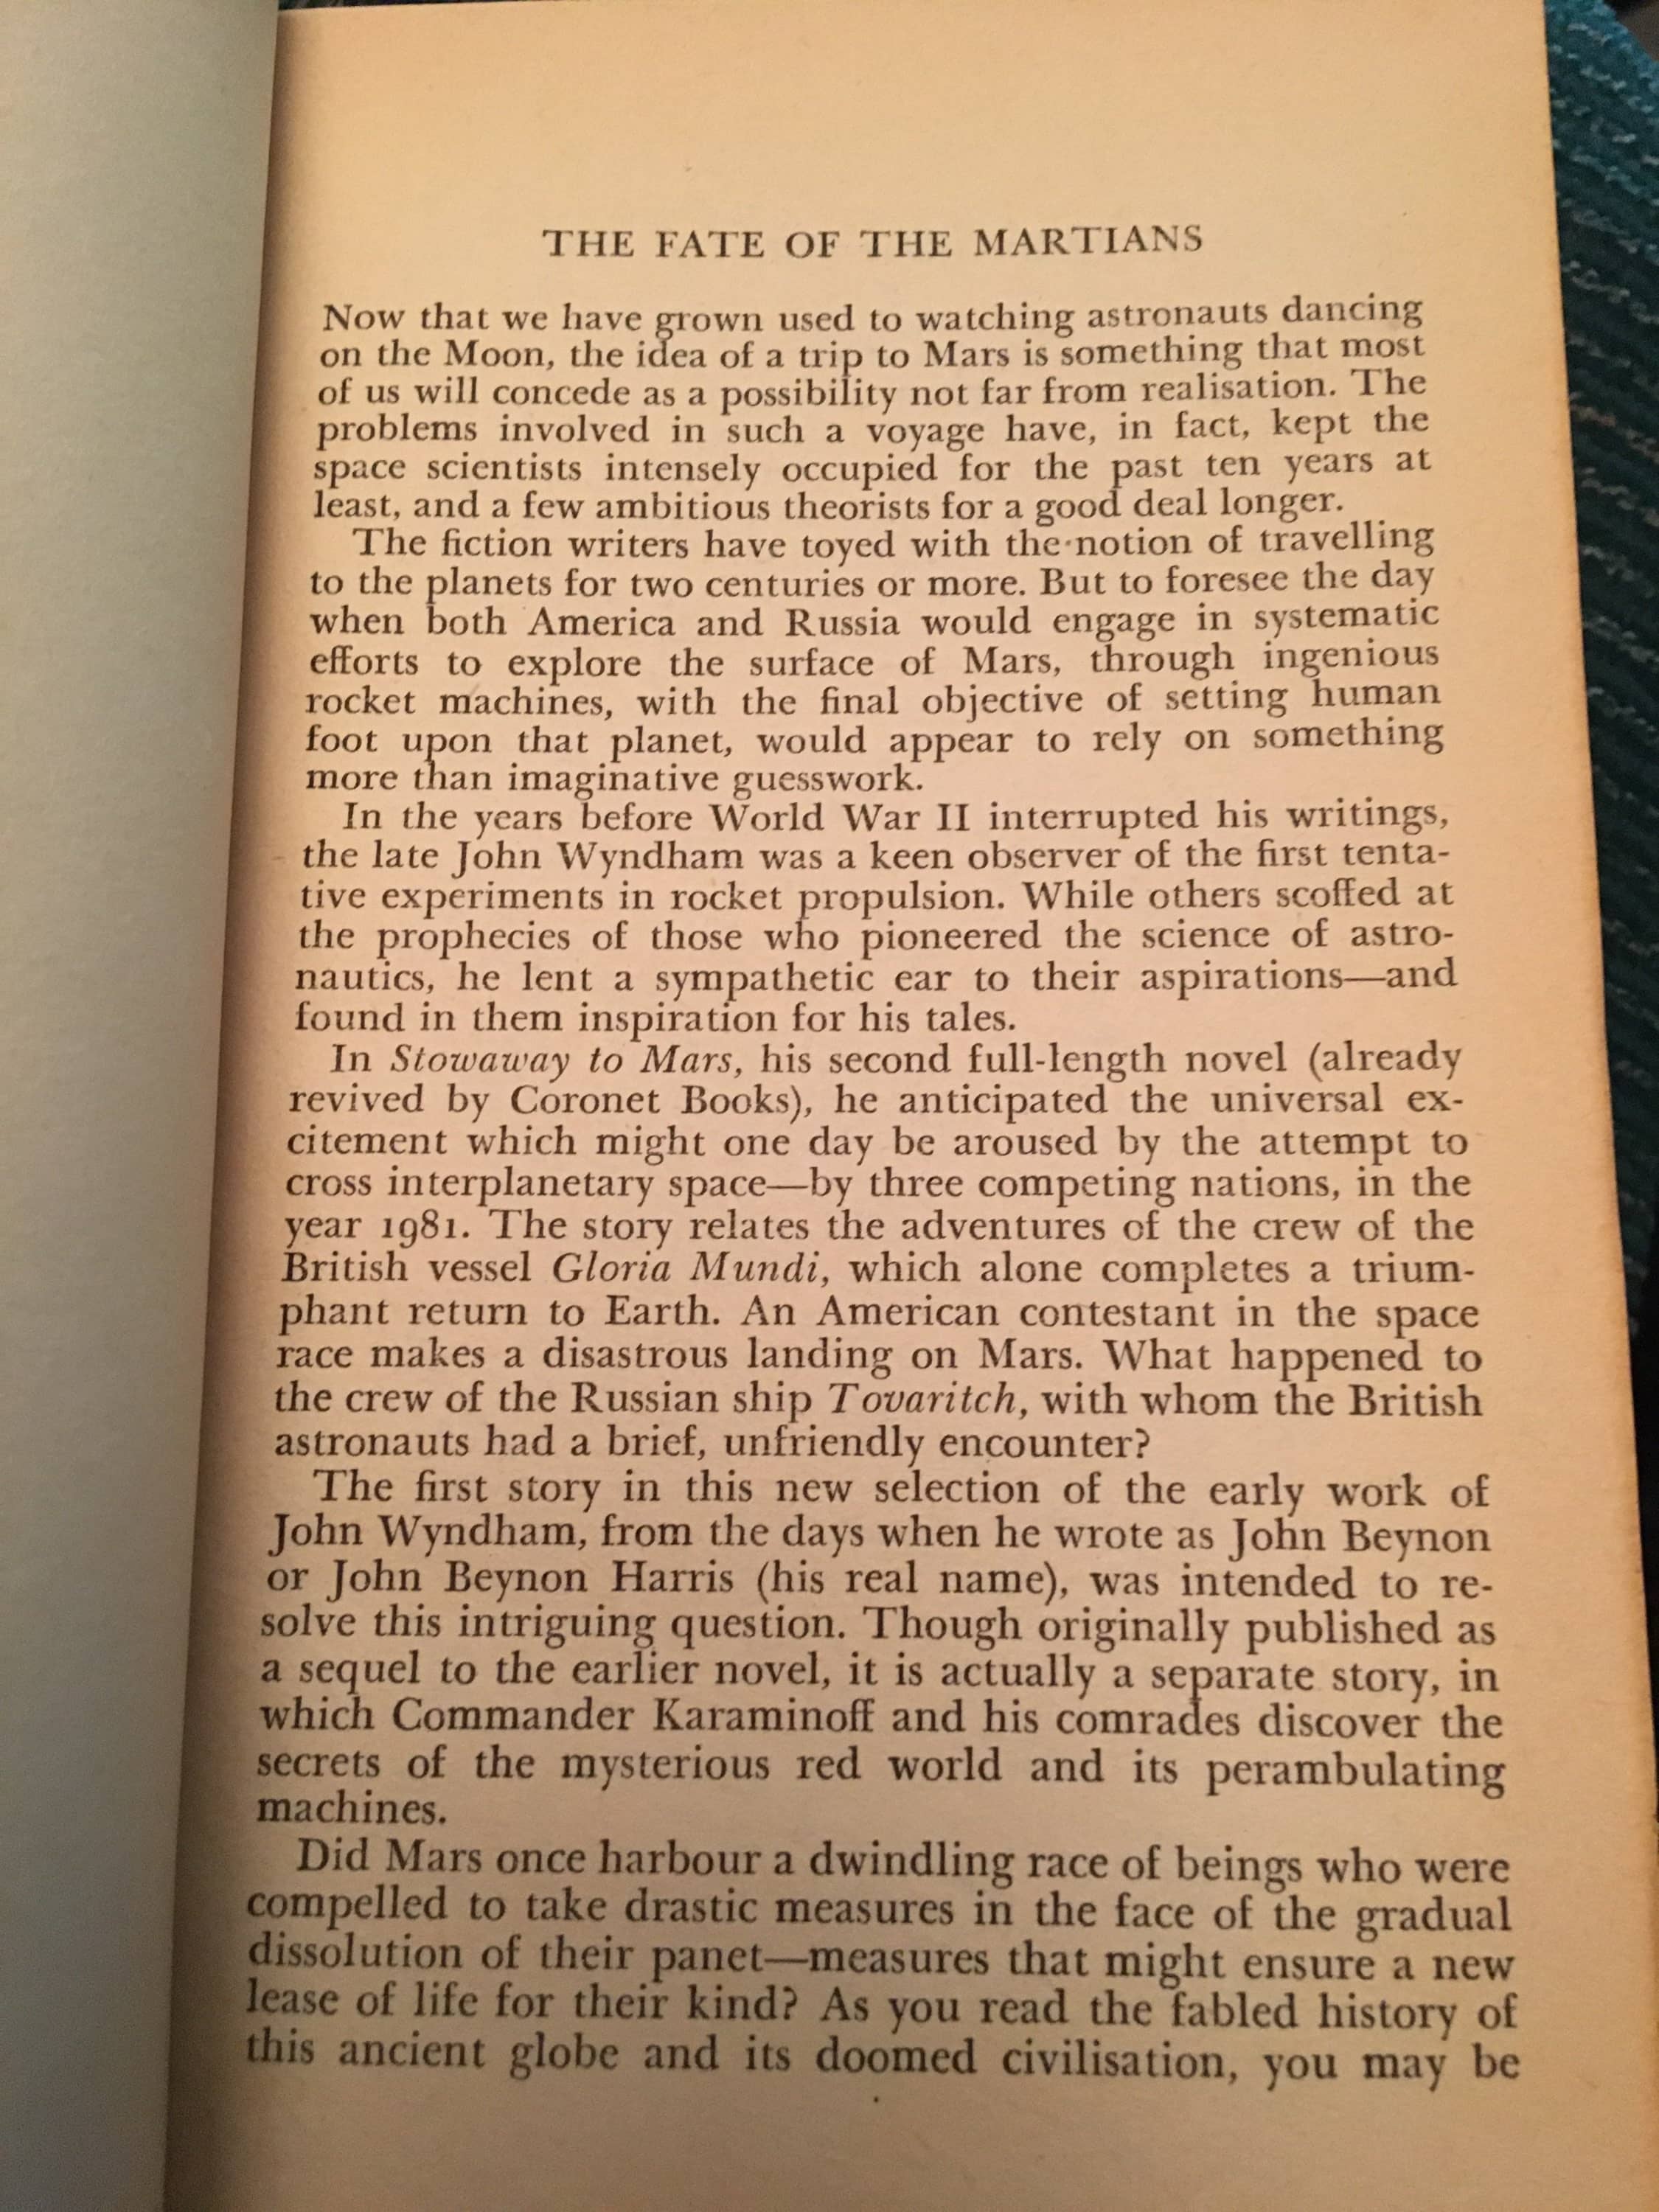 THE FATE OF THE MARTIANS
Now that we have grown used to watching astronauts dancing
on the Moon, the idea of a trip to Mars is something that most
of us will concede as a possibility not far from realisation. The
problems involved in such a voyage have, in fact, kept the
space scientists intensely occupied for the past ten years at
least, and a few ambitious theorists for a good deal longer.
The fiction writers have toyed with the notion of travelling
to the planets for two centuries or more. But to foresee the day
when both America and Russia would engage in systematic
efforts to explore the surface of Mars, through ingenious
rocket machines, with the final objective of setting human
foot upon that planet, would appear to rely on something
more than imaginative guesswork.
In the years before World War II interrupted his writings,
the late John Wyndham was a keen observer of the first tenta-
tive experiments in rocket propulsion. While others scoffed at
the prophecies of those who pioneered the science of astro-
nautics, he lent a sympathetic ear to their aspirations—and
found in them inspiration for his tales.
In Stowaway to Mars, his second full-length novel (already
revived by Coronet Books), he anticipated the universal ex-
citement which might one day be aroused by the attempt to
cross interplanetary space—by three competing nations, in the
year 1981. The story relates the adventures of the crew of the
British vessel Gloria Mundi, which alone completes a trium-
phant return to Earth. An American contestant in the space
race makes a disastrous landing on Mars. What happened to
the crew of the Russian ship Tovaritch, with whom the British
astronauts had a brief, unfriendly encounter?
The first story in this new selection of the early work of
John Wyndham, from the days when he wrote as John Beynon
or John Beynon Harris (his real name), was intended to re-
solve this intriguing question. Though originally published as
a sequel to the earlier novel, it is actually a separate story, in
which Commander Karaminoff and his comrades discover the
secrets of the mysterious red world and its perambulating
machines.
Did Mars once harbour a dwindling race of beings who were
compelled to take drastic measures in the face of the gradual
dissolution of their panet—measures that might ensure a new
lease of life for their kind? As you read the fabled history of
this ancient globe and its doomed civilisation, you may be